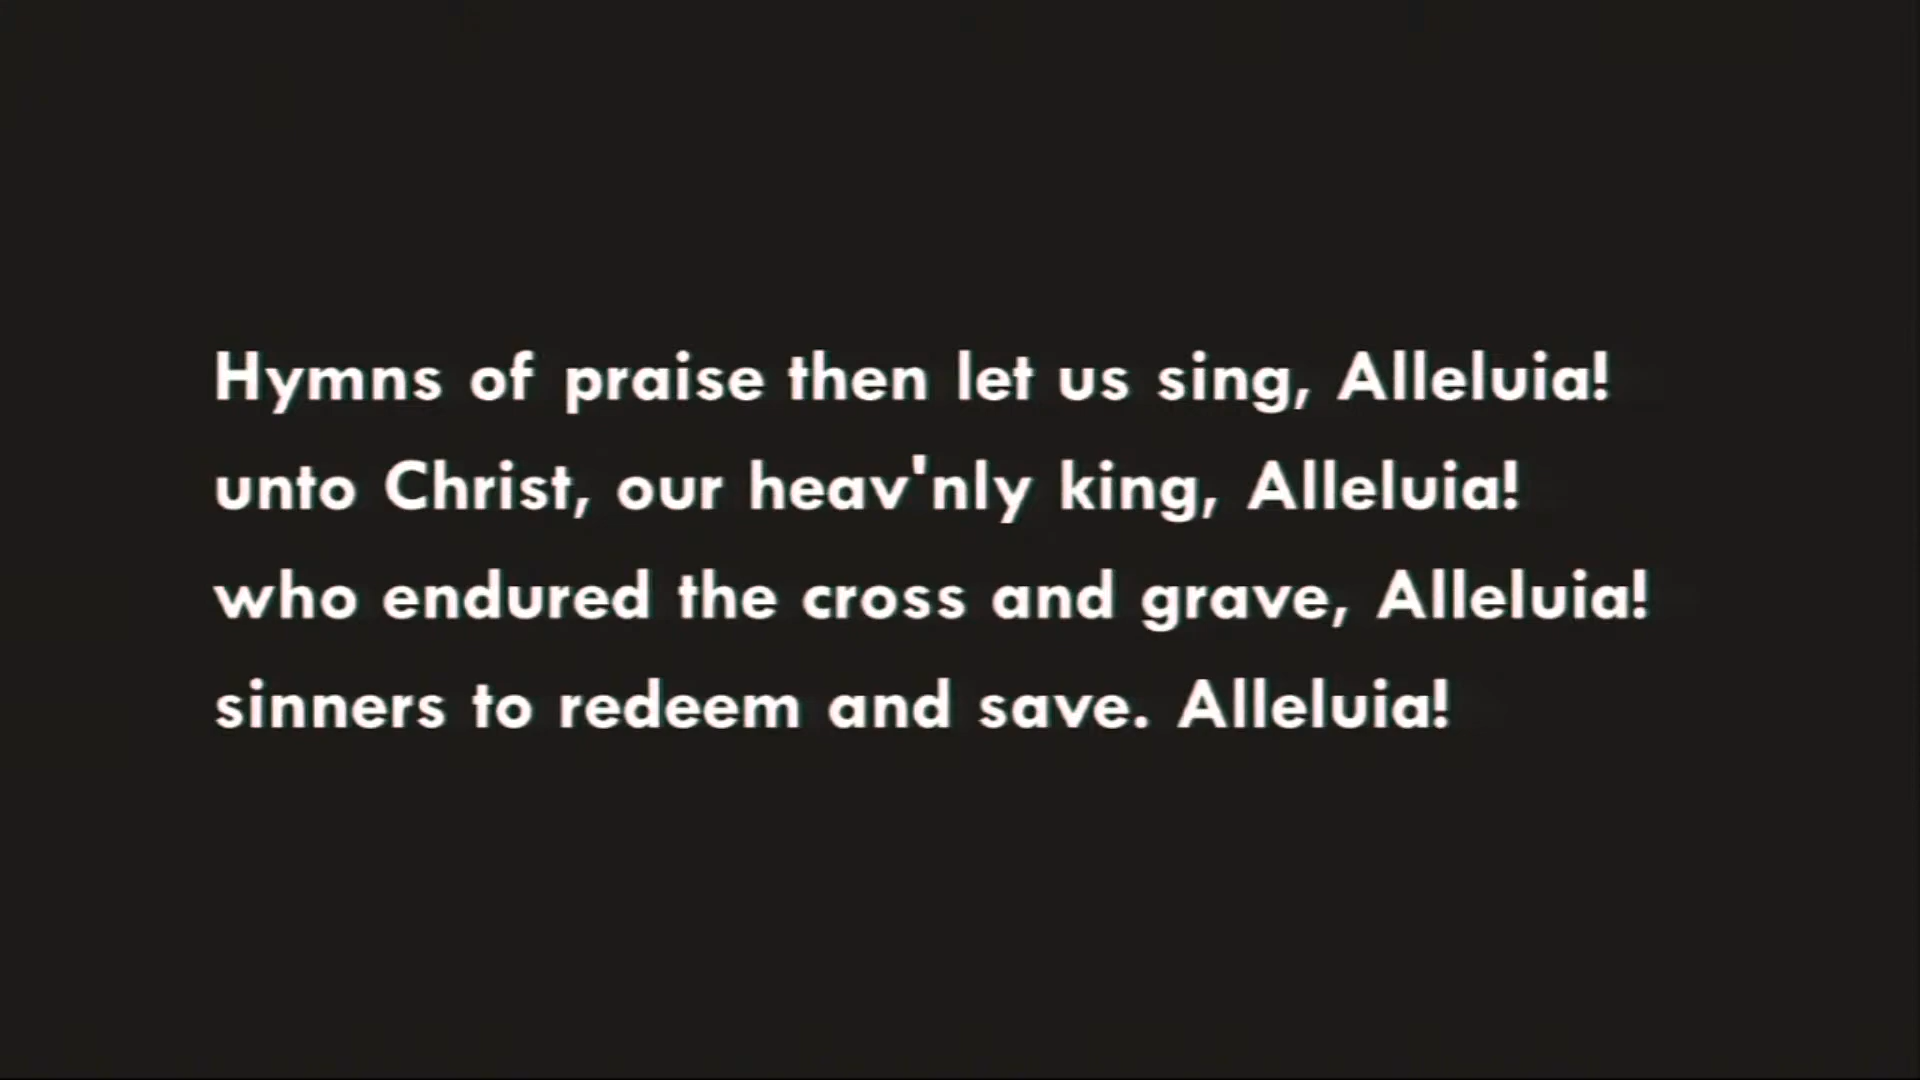 Hymns of praise then let us sing, Alleluia!
unto Christ, our heav'nly king, Alleluia!
who endured the cross and grave, Alleluia!
sinners to redeem and save. Alleluia!